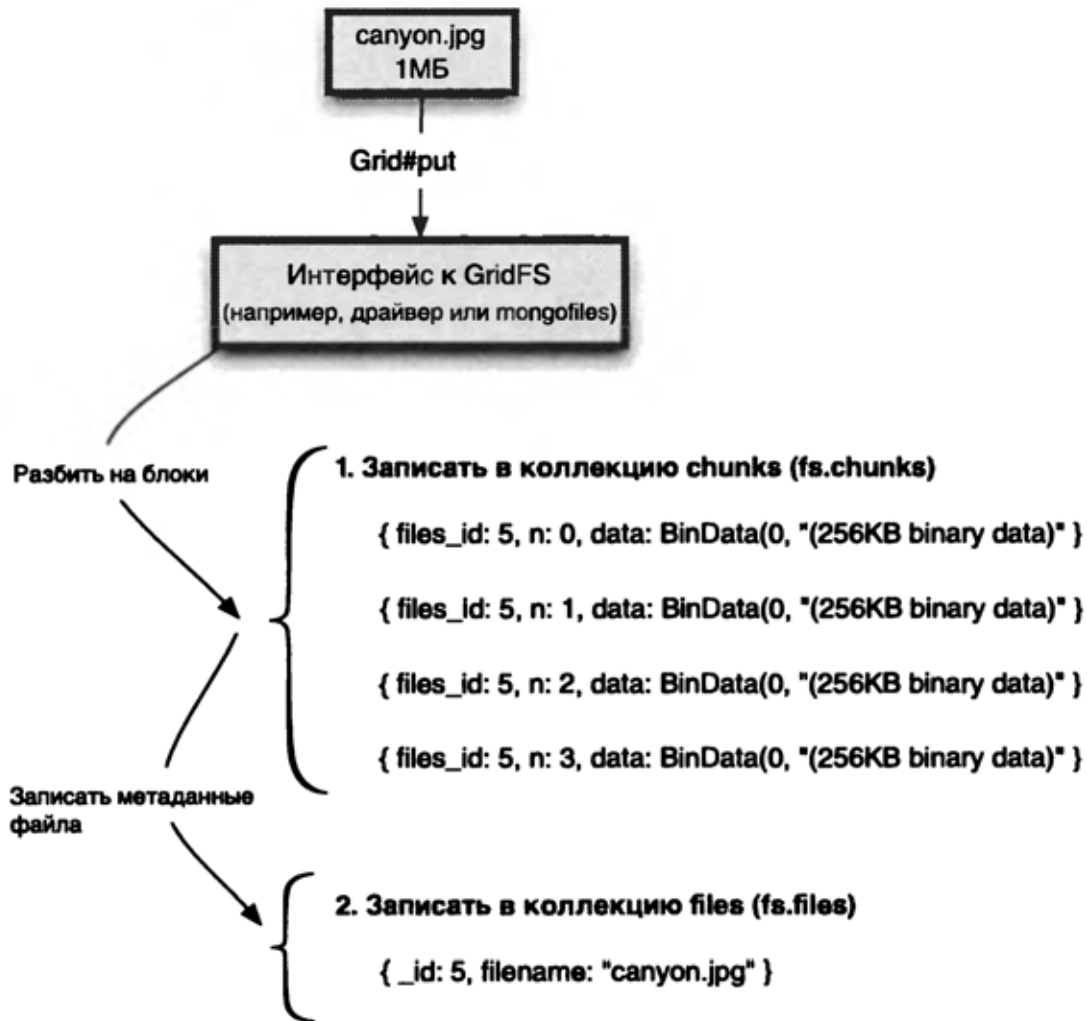 canyon.jpg
1МБ
Grid#put
Интерфейс к GridFS
(например, драйвер или mongofiles)
Разбить на блоки
1. Записать в коллекцию chunks (fs.chunks)
{ files_id: 5, n: 0, data: BinData(0, "(256KB binary data)" }
{ files_id: 5, n: 1, data: BinData(0, "(256KB binary data)" }
{ files_id: 5, n: 2, data: BinData(0, "(256KB binary data)" }
{ files_id: 5, n: 3, data: BinData(0, "(256KB binary data)" }
Записать метаданные
файла
2. Записать в коллекцию files (fs.files)
{ _id: 5, filename: "canyon.jpg" }